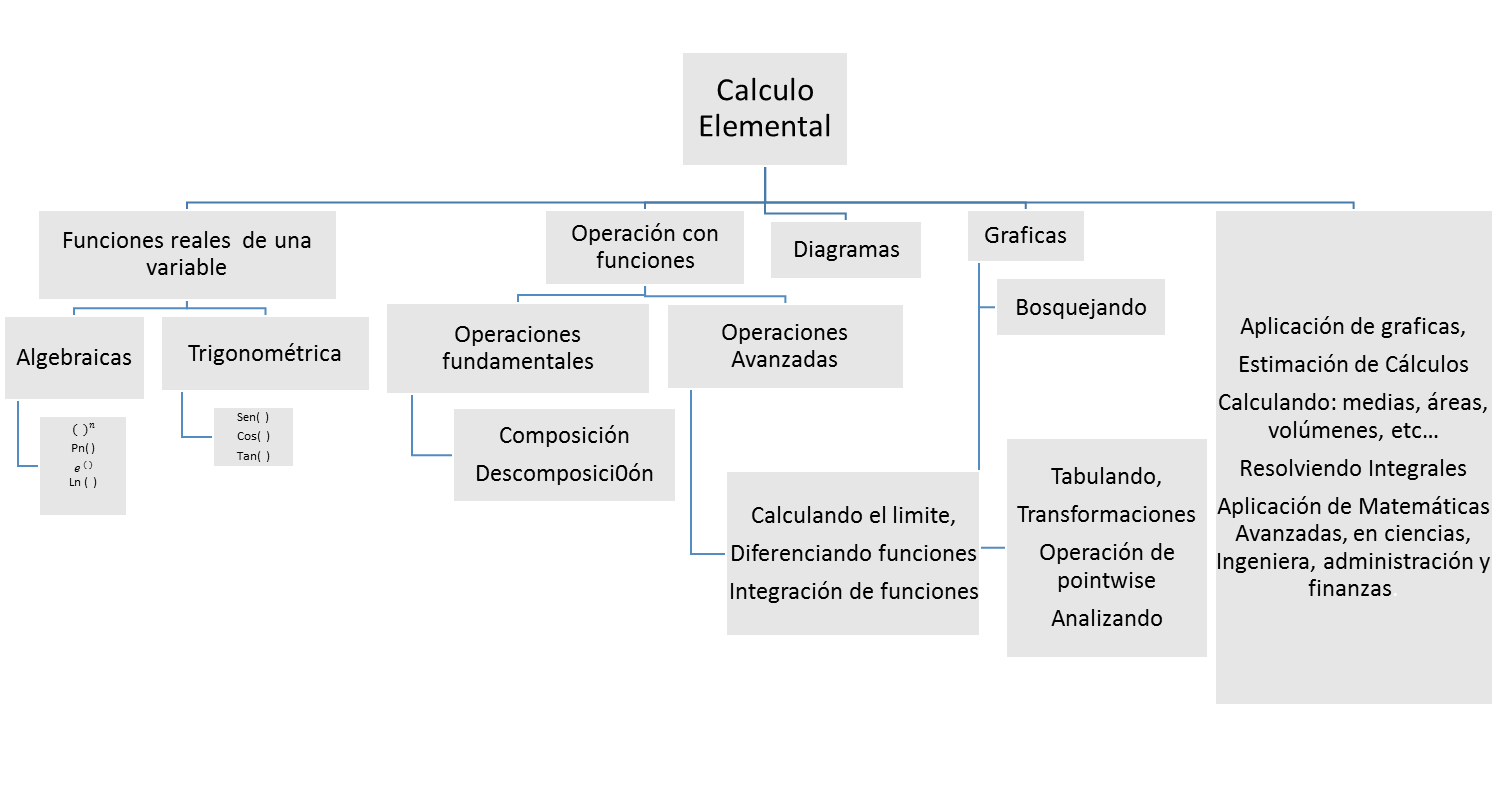 Calculo
Elemental
Funciones reales de una
variable
Operación con
funciones
Diagramas
Graficas
Algebraicas
Trigonométrica
Operaciones
fundamentales
Operaciones
Avanzadas
Bosquejando
( )ⁿ
Pn()
e ⁽⁾
Ln ( )
Sen( )
Cos( )
Tan( )
Composición
Descomposici0ón
Calculando el limite,
Diferenciando funciones
Integración de funciones
Tabulando,
Transformaciones
Operación de
pointwise
Analizando
Aplicación de graficas,
Estimación de Cálculos
Calculando: medias, áreas,
volúmenes, etc...
Resolviendo Integrales
Aplicación de Matemáticas
Avanzadas, en ciencias,
Ingeniera, administración y
finanzas.